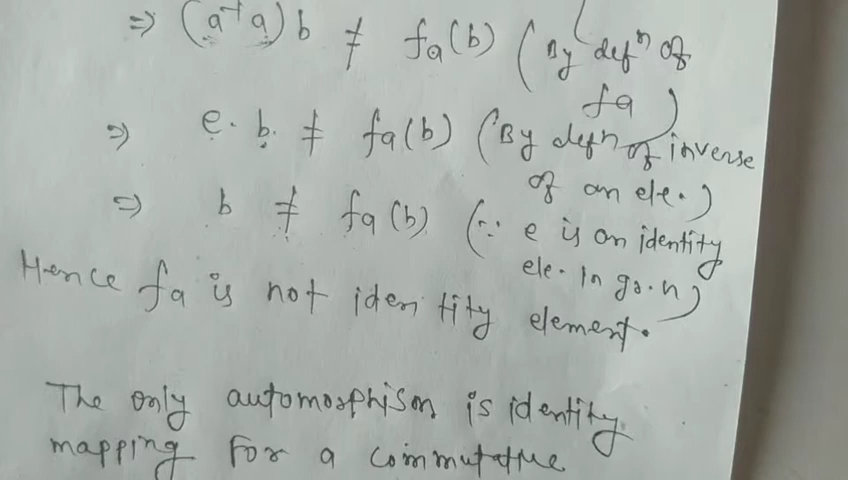 ⇒ (a⁻¹a)b ≠ fa(b) (By defⁿ of
fa)
⇒ e. b. ≠ fa(b) (By defⁿ of inverse
of an ele.)
⇒ b ≠ fa(b) (∵ e is an identity
ele. in
Hence fa is not identity element.
The only automorphism is identity
mapping for a commutative